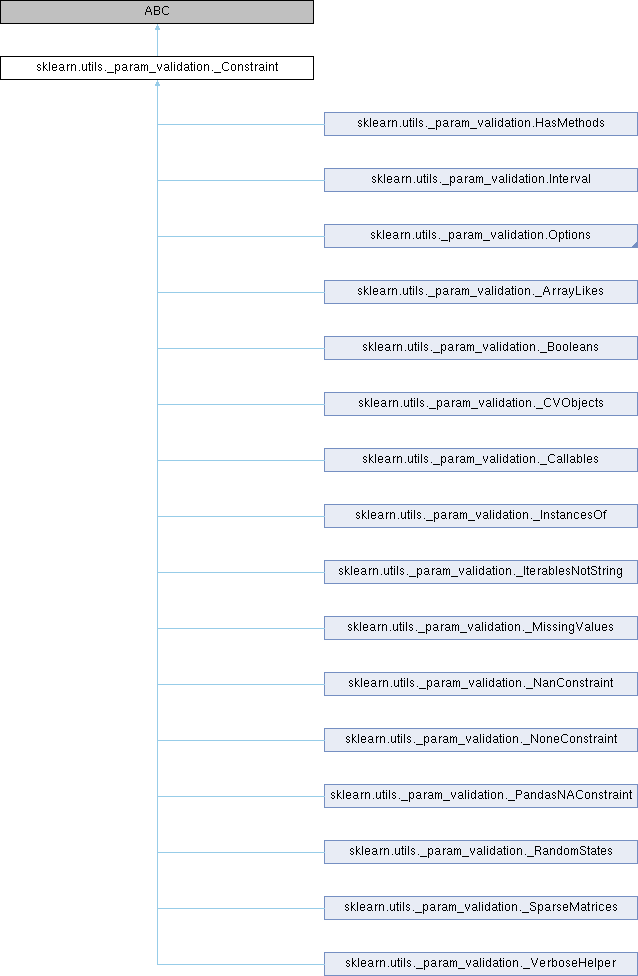 ABC
sklearn.utils._param_validation._Constraint
sklearn.utils._param_validation.HasMethods
sklearn.utils._param_validation.Interval
sklearn.utils._param_validation.Options
sklearn.utils._param_validation._ArrayLikes
sklearn.utils._param_validation._Booleans
sklearn.utils._param_validation._CVObjects
sklearn.utils._param_validation._Callables
sklearn.utils._param_validation._InstancesOf
sklearn.utils._param_validation._IterablesNotString
sklearn.utils._param_validation._MissingValues
sklearn.utils._param_validation._NanConstraint
sklearn.utils._param_validation._NoneConstraint
sklearn.utils._param_validation._PandasNAConstraint
sklearn.utils._param_validation._RandomStates
sklearn.utils._param_validation._SparseMatrices
sklearn.utils._param_validation._VerboseHelper